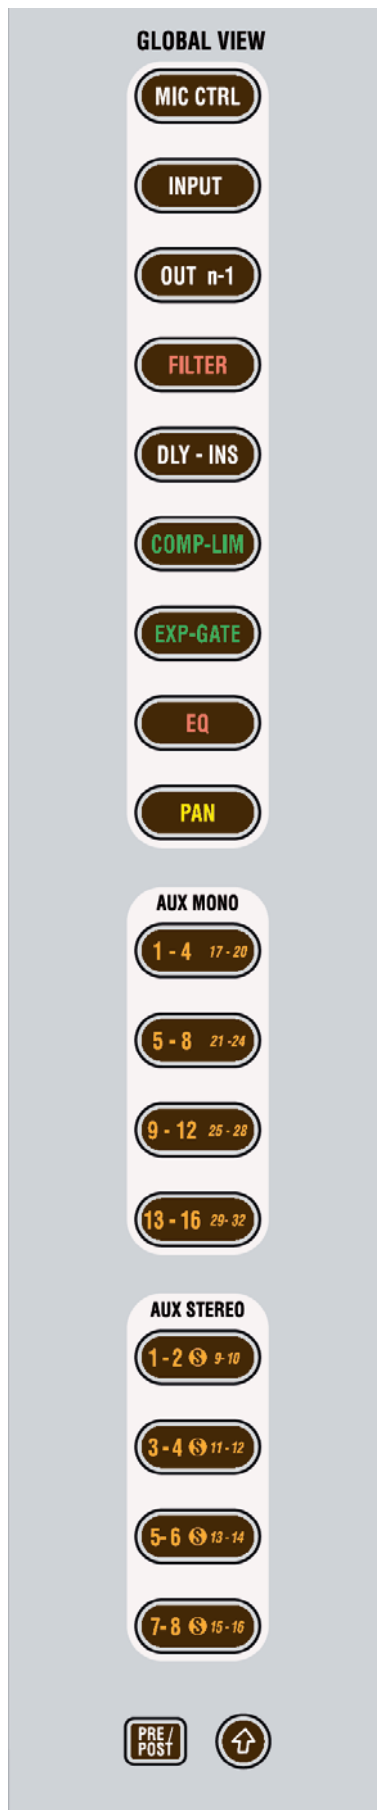 GLOBAL VIEW
MIC CTRL
INPUT
OUT n-1
FILTER
DLY - INS
COMP-LIM
EXP-GATE
EQ
PAN
AUX MONO
1 - 4 17 - 20
5 - 8 21 -24
9 - 12 25 - 28
13 - 16 29- 32
AUX STEREO
1 - 2 S 9- 10
3 - 4 S 11 - 12
5- 6 S 13 - 14
7- 8 S 15 - 16
PRE/
POST